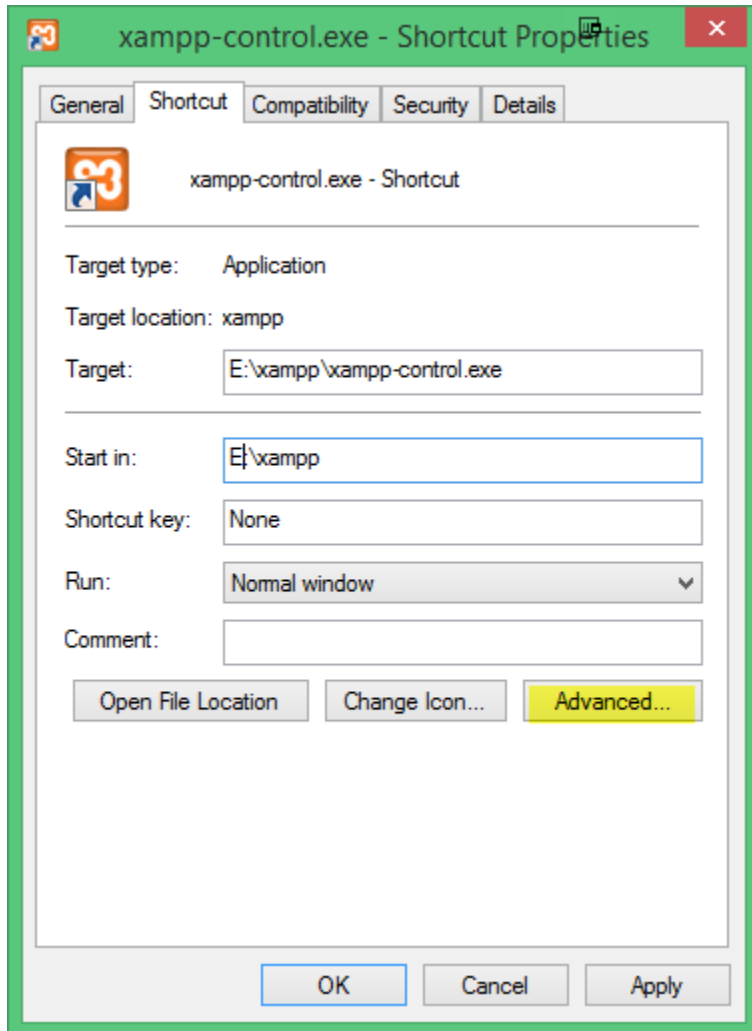 xampp-control.exe - Shortcut Properties
General Shortcut Compatibility Security Details
xampp-control.exe - Shortcut
Target type: Application
Target location: xampp
Target: E:\xampp\xampp-control.exe
Start in: E:\xampp
Shortcut key: None
Run: Normal window
Comment:
Open File Location Change Icon... Advanced...
OK Cancel Apply